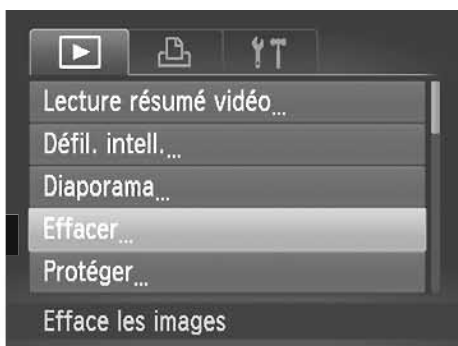 Lecture résumé vidéo...
Défil. intell....
Diaporama...
Effacer...
Protéger...
Efface les images